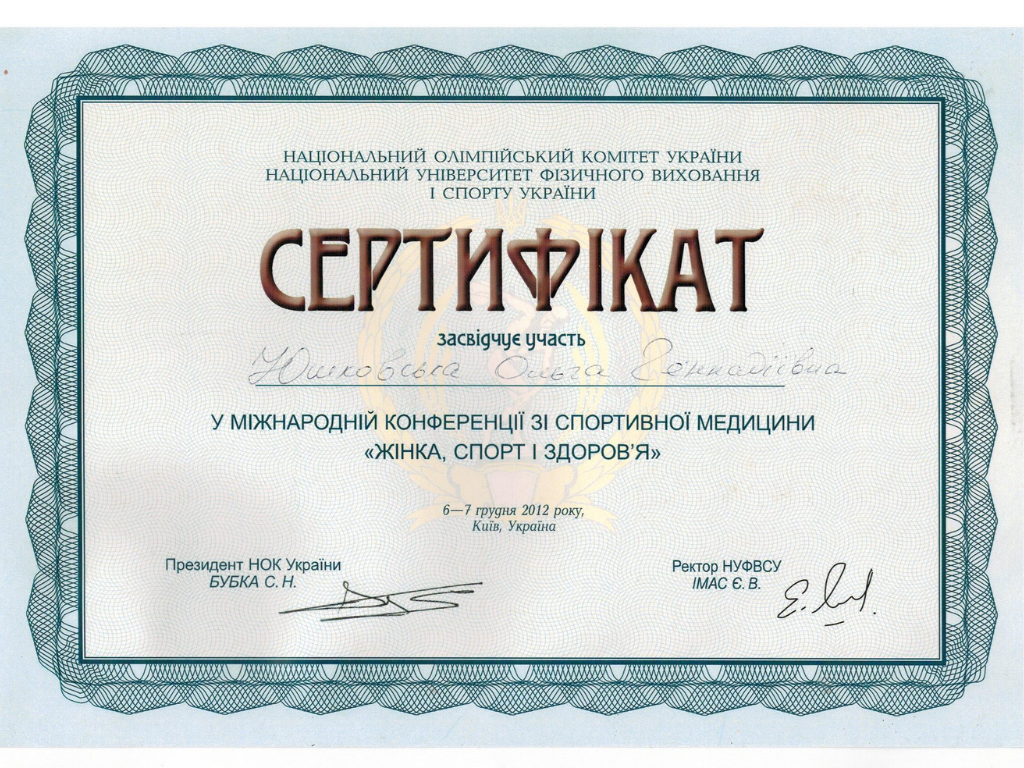 НАЦІОНАЛЬНИЙ ОЛІМПІЙСЬКИЙ КОМІТЕТ УКРАЇНИ
НАЦІОНАЛЬНИЙ УНІВЕРСИТЕТ ФІЗИЧНОГО ВИХОВАННЯ
І СПОРТУ УКРАЇНИ
СЕРТИФІКАТ
засвідчує участь
Юшковська Ольга Геннадіївна
У МІЖНАРОДНІЙ КОНФЕРЕНЦІЇ ЗІ СПОРТИВНОЇ МЕДИЦИНИ
«ЖІНКА, СПОРТ І ЗДОРОВ'Я»
6—7 грудня 2012 року,
Київ, Україна
Президент НОК України
БУБКА С. Н.
Ректор НУФВСУ
ІМАС Є. В.